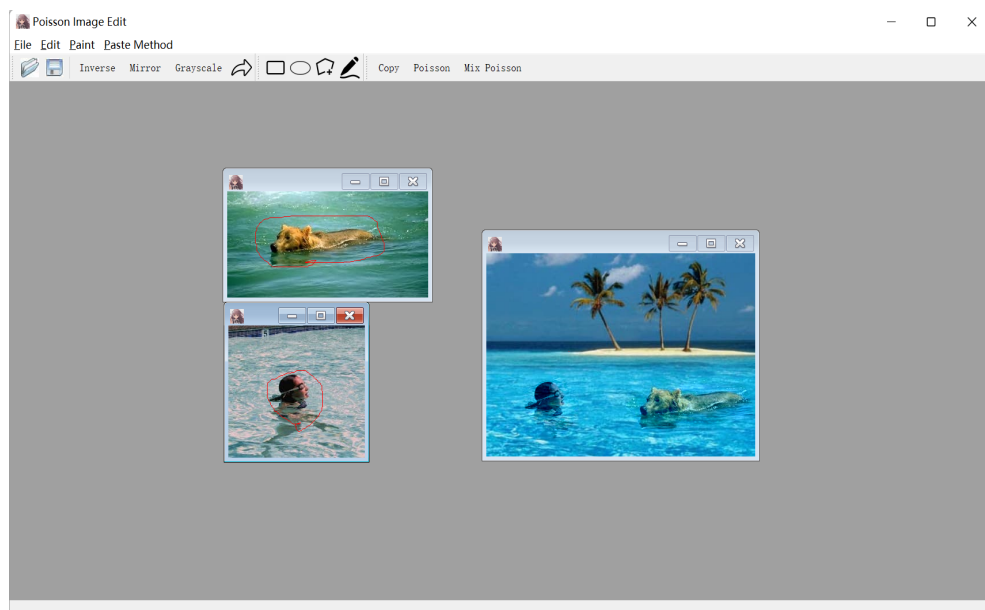 Poisson Image Edit
File Edit Paint Paste Method
Inverse Mirror Grayscale Copy Poisson Mix Poisson